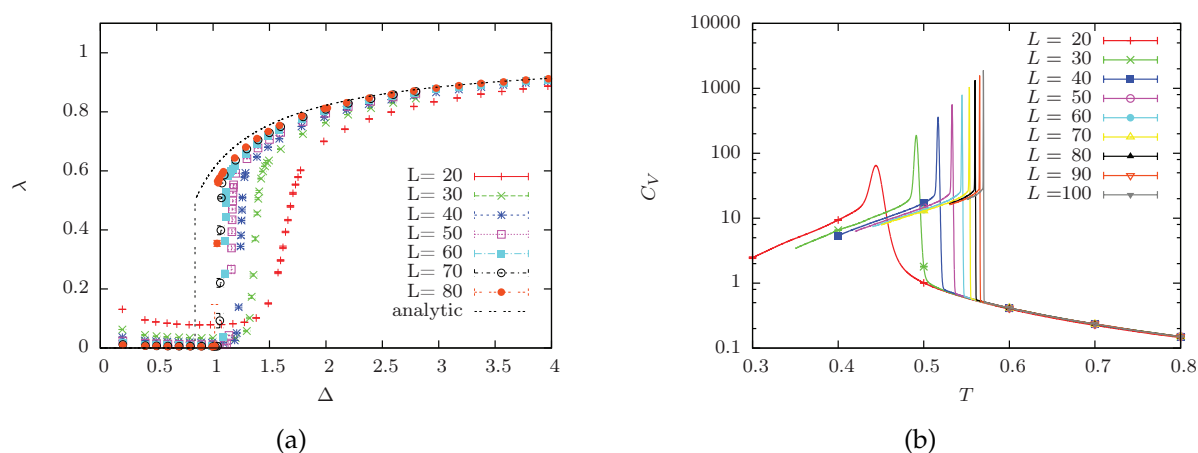 1
0.8
0.6
0.4
0.2
0
λ
0 0.5 1 1.5 2 2.5 3 3.5 4
Δ
L= 20
L= 30
L= 40
L= 50
L= 60
L= 70
L= 80
analytic
(a)
10000
1000
100
10
1
0.1
C_V
0.3 0.4 0.5 0.6 0.7 0.8
T
L = 20
L = 30
L = 40
L = 50
L = 60
L = 70
L = 80
L = 90
L =100
(b)